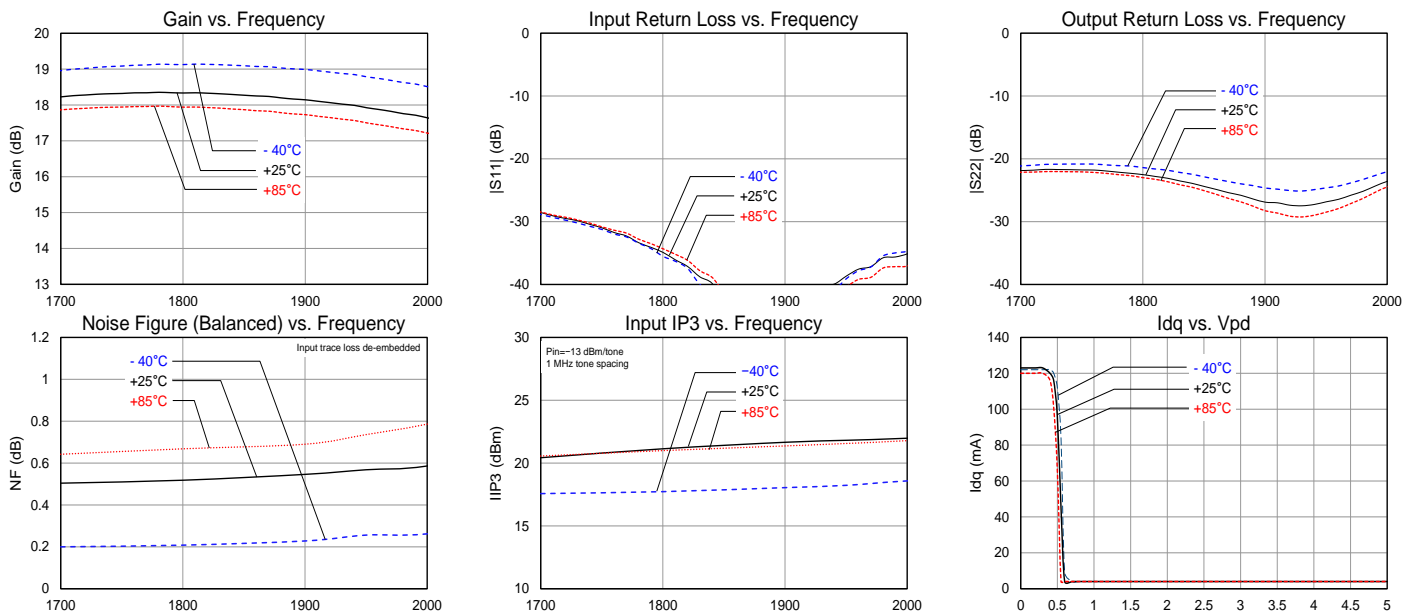 Gain vs. Frequency
20
19
18
17
16
15
14
13
Gain (dB)
- 40°C
+25°C
+85°C
1700
1800
1900
2000
Input Return Loss vs. Frequency
0
-10
-20
-30
-40
|S11| (dB)
- 40°C
+25°C
+85°C
1700
1800
1900
2000
Output Return Loss vs. Frequency
0
-10
-20
-30
-40
|S22| (dB)
- 40°C
+25°C
+85°C
1700
1800
1900
2000
Noise Figure (Balanced) vs. Frequency
Input trace loss de-embedded
1.2
1
0.8
0.6
0.4
0.2
0
NF (dB)
- 40°C
+25°C
+85°C
1700
1800
1900
2000
Input IP3 vs. Frequency
Pin=−13 dBm/tone
1 MHz tone spacing
30
25
20
15
10
IIP3 (dBm)
−40°C
+25°C
+85°C
1700
1800
1900
2000
Idq vs. Vpd
140
120
100
80
60
40
20
0
Idq (mA)
- 40°C
+25°C
+85°C
0
0.5
1
1.5
2
2.5
3
3.5
4
4.5
5